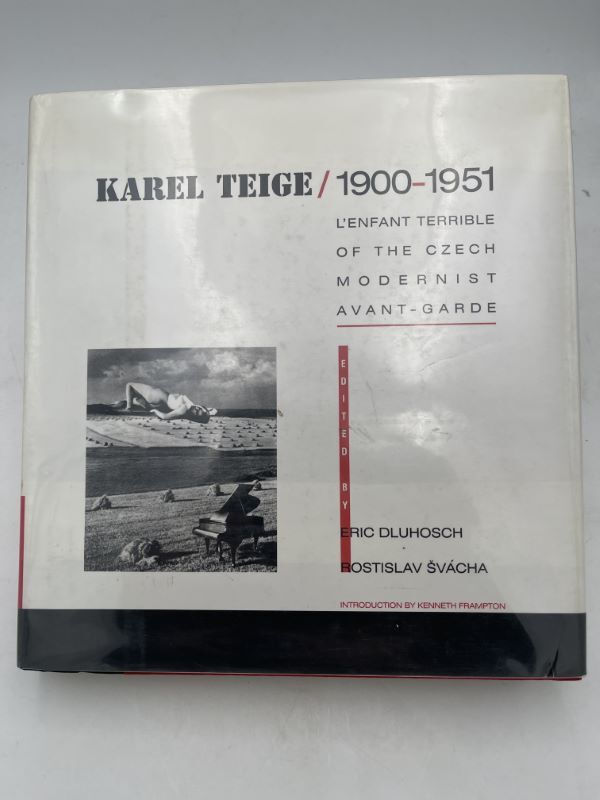 KAREL TEIGE / 1900-1951
L'ENFANT TERRIBLE
OF THE CZECH
MODERNIST
AVANT-GARDE
EDITED BY
ERIC DLUHOSCH
ROSTISLAV ŠVÁCHA
INTRODUCTION BY KENNETH FRAMPTON